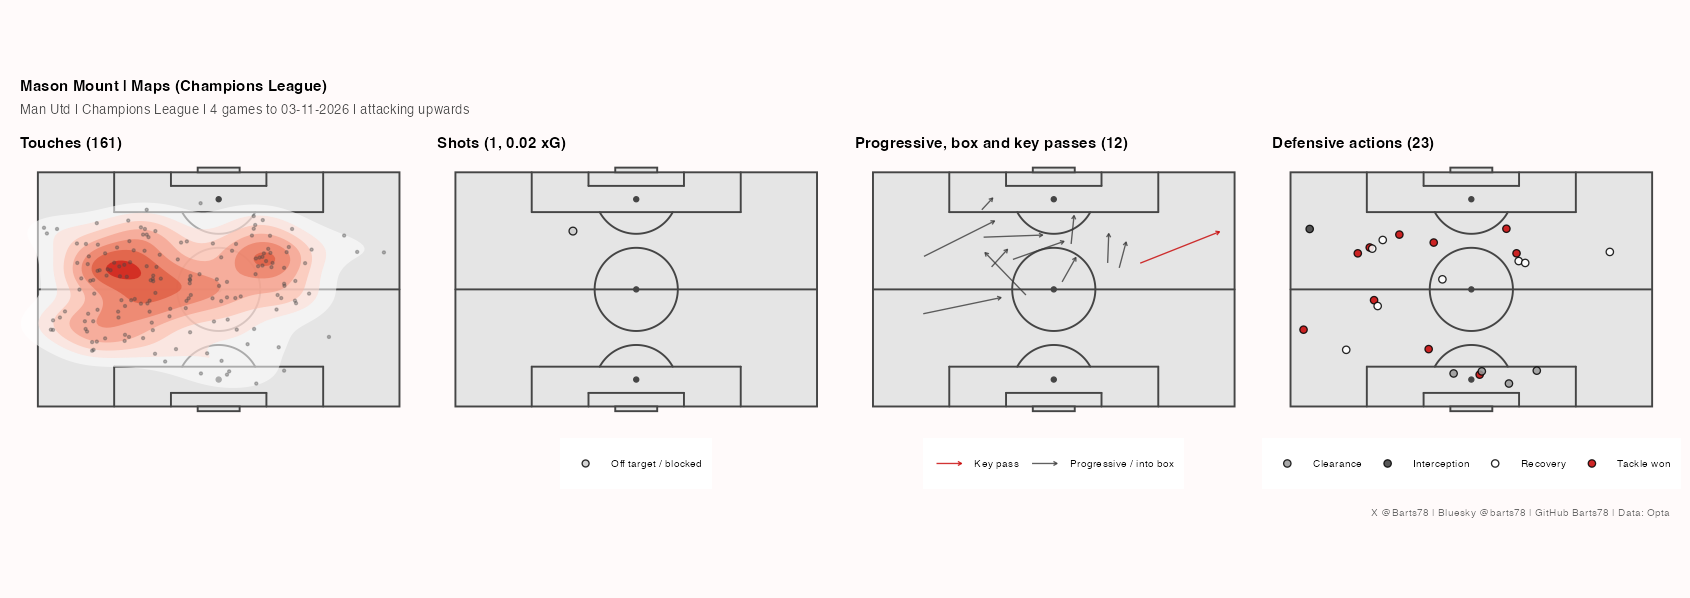 Mason Mount | Maps (Champions League)
Man Utd | Champions League | 4 games to 03-11-2026 | attacking upwards
Touches (161)
Shots (1, 0.02 xG)
Progressive, box and key passes (12)
Defensive actions (23)
Off target / blocked
Key pass
Progressive / into box
Clearance
Interception
Recovery
Tackle won
X @Barts78 | Bluesky @barts78 | GitHub Barts78 | Data: Opta